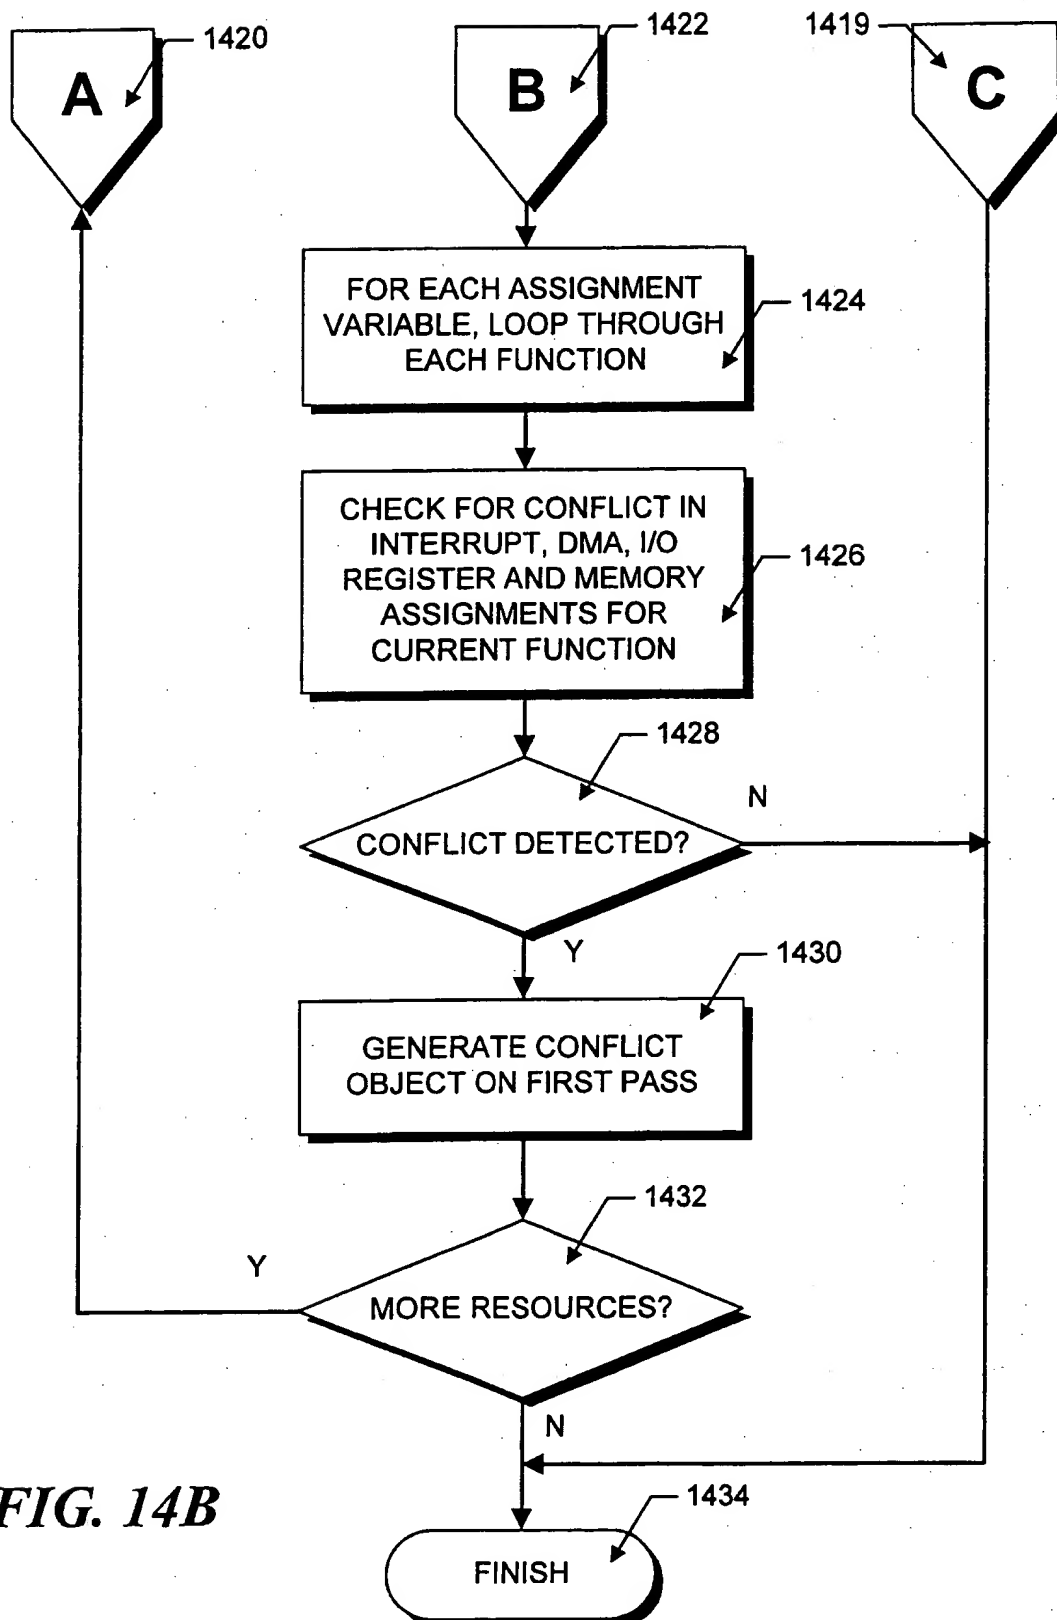 1420
1422
1419
A
B
C
FOR EACH ASSIGNMENT
VARIABLE, LOOP THROUGH
EACH FUNCTION
1424
CHECK FOR CONFLICT IN
INTERRUPT, DMA, I/O
REGISTER AND MEMORY
ASSIGNMENTS FOR
CURRENT FUNCTION
1426
1428
N
CONFLICT DETECTED?
Y
1430
GENERATE CONFLICT
OBJECT ON FIRST PASS
1432
Y
MORE RESOURCES?
N
FIG. 14B
1434
FINISH